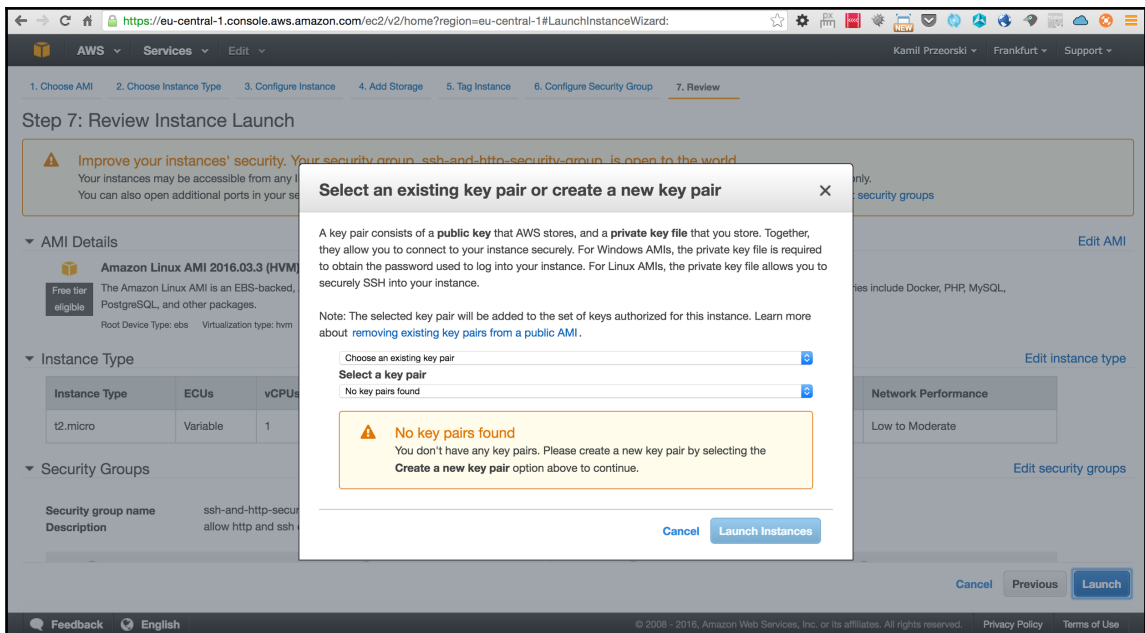 https://eu-central-1.console.aws.amazon.com/ec2/v2/home?region=eu-central-1#LaunchInstanceWizard:
NEW
AWS Services Edit Kamil Przeorski Frankfurt Support
1. Choose AMI 2. Choose Instance Type 3. Configure Instance 4. Add Storage 5. Tag Instance 6. Configure Security Group 7. Review
Step 7: Review Instance Launch
Improve your instances' security. Your security group, ssh-and-http-security-group, is open to the world
Your instances may be accessible from any I
only.
You can also open additional ports in your se
security groups
Select an existing key pair or create a new key pair
A key pair consists of a public key that AWS stores, and a private key file that you store. Together,
they allow you to connect to your instance securely. For Windows AMIs, the private key file is required
to obtain the password used to log into your instance. For Linux AMIs, the private key file allows you to
securely SSH into your instance.
Note: The selected key pair will be added to the set of keys authorized for this instance. Learn more
about removing existing key pairs from a public AMI.
Choose an existing key pair
Select a key pair
No key pairs found
No key pairs found
You don't have any key pairs. Please create a new key pair by selecting the
Create a new key pair option above to continue.
Cancel Launch Instances
AMI Details Edit AMI
Amazon Linux AMI 2016.03.3 (HVM)
Free tier
eligible
The Amazon Linux AMI is an EBS-backed,
ries include Docker, PHP, MySQL,
PostgreSQL, and other packages.
Root Device Type: ebs Virtualization type: hvm
Instance Type Edit instance type
Instance Type ECUs vCPUs Network Performance
t2.micro Variable 1 Low to Moderate
Security Groups Edit security groups
Security group name ssh-and-http-secur
Description allow http and ssh
Cancel Previous Launch
Feedback English © 2008 - 2016, Amazon Web Services, Inc. or its affiliates. All rights reserved. Privacy Policy Terms of Use